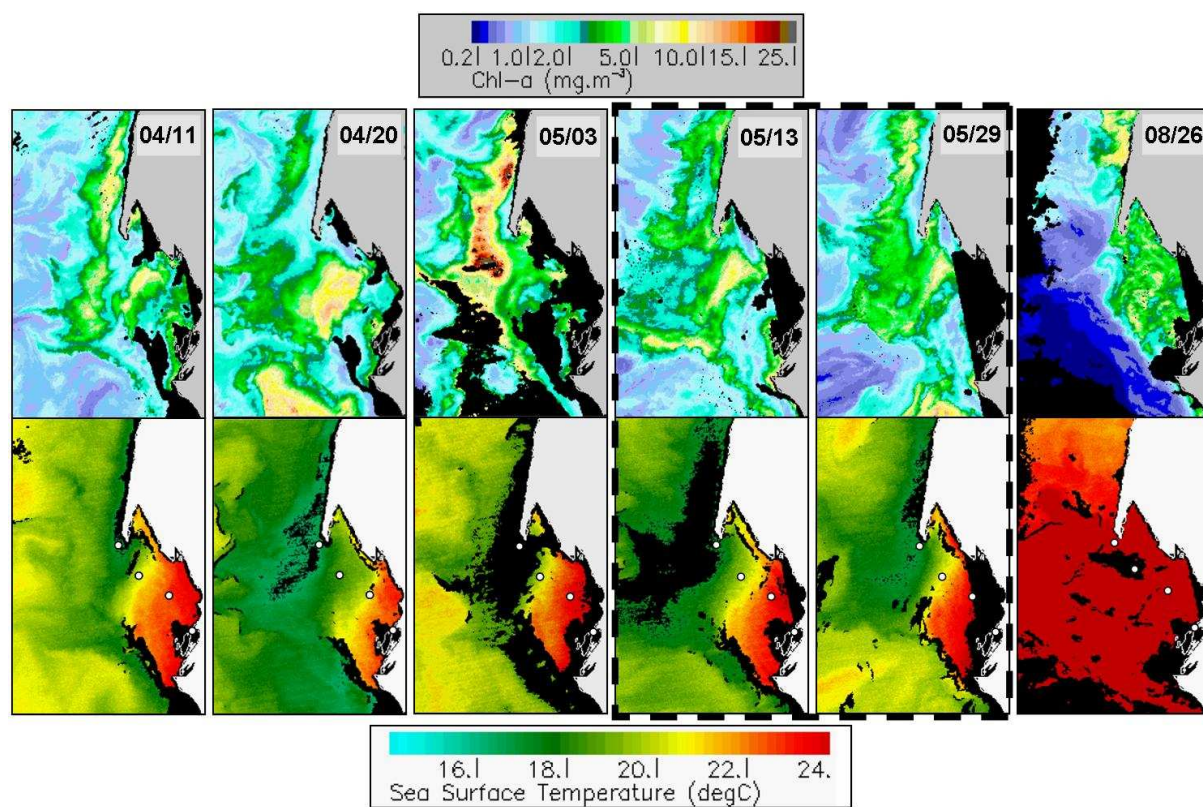 0.2| 1.0|2.0| 5.0| 10.0|15.| 25.|
Chl-a (mg.m⁻³)
04/11 04/20 05/03 05/13 05/29 08/26
16.| 18.| 20.| 22.| 24.
Sea Surface Temperature (degC)